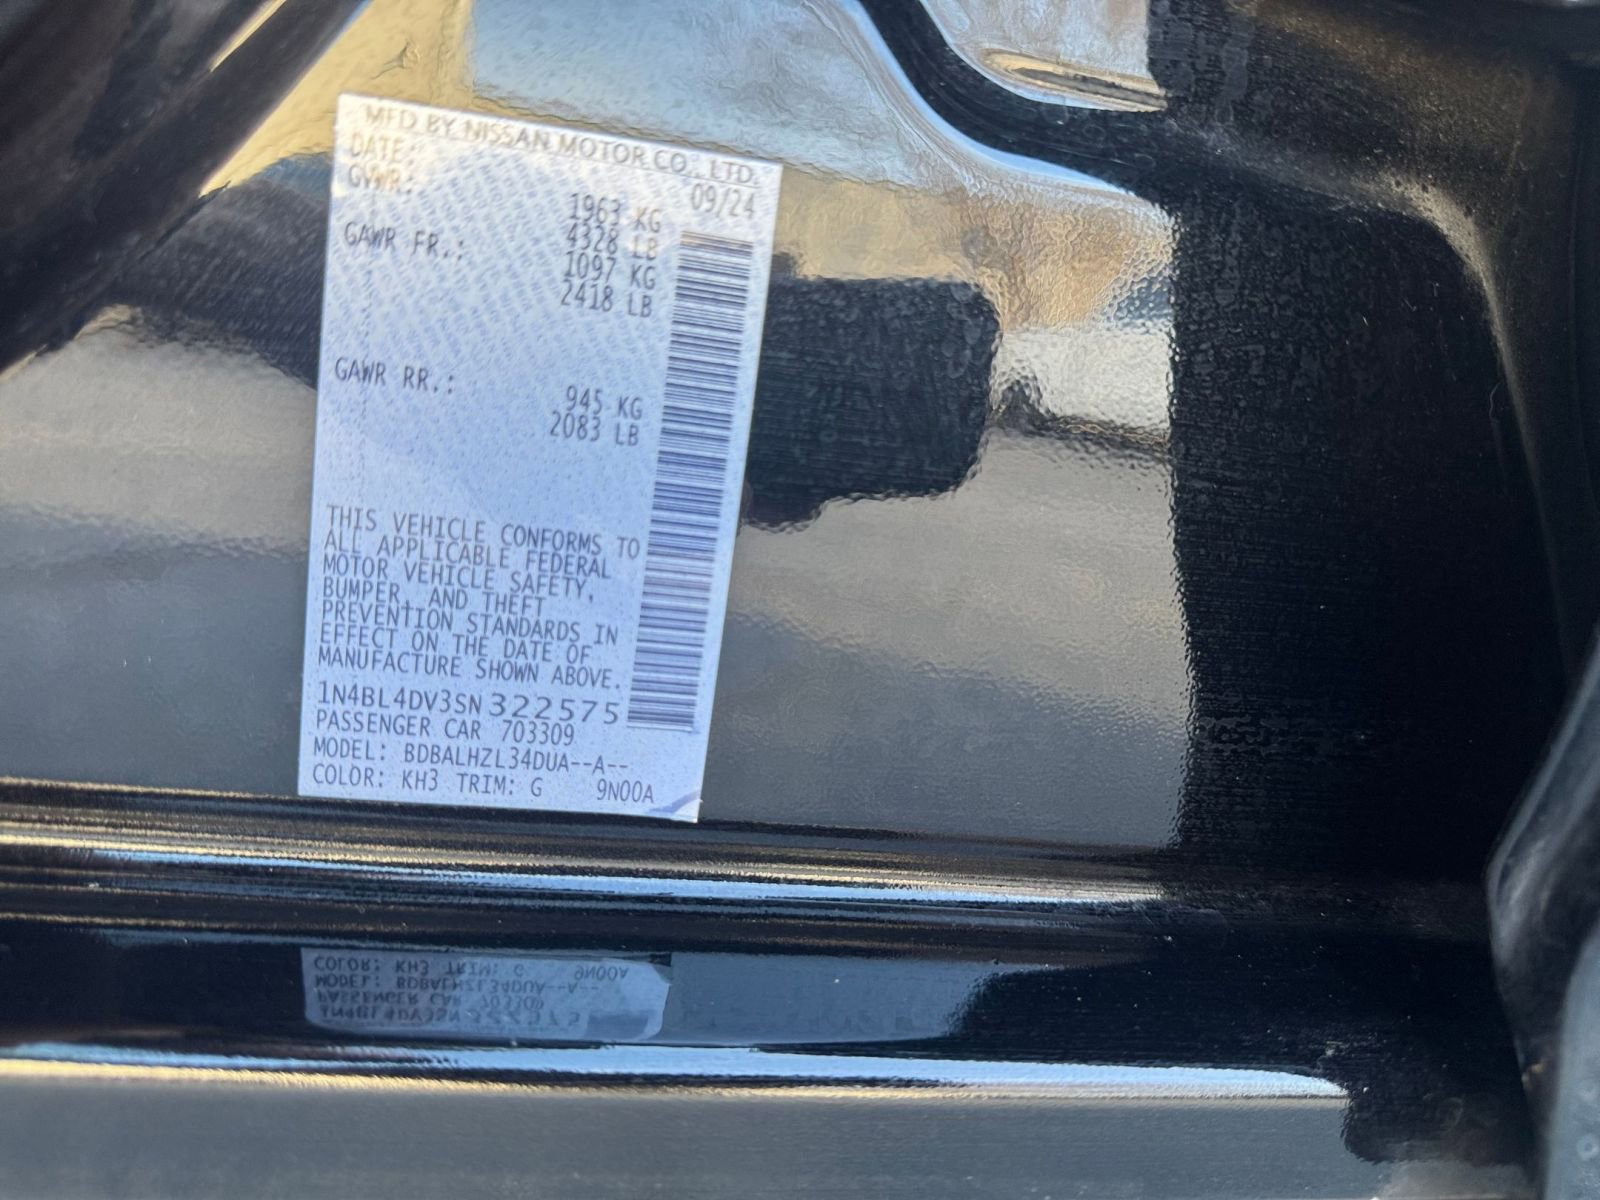 MFD BY NISSAN MOTOR CO., LTD.
DATE: 09/24
GVWR: 1963 KG
4328 LB
GAWR FR.: 1097 KG
2418 LB
GAWR RR.: 945 KG
2083 LB
THIS VEHICLE CONFORMS TO
ALL APPLICABLE FEDERAL
MOTOR VEHICLE SAFETY,
BUMPER, AND THEFT
PREVENTION STANDARDS IN
EFFECT ON THE DATE OF
MANUFACTURE SHOWN ABOVE.
1N4BL4DV3SN322575
PASSENGER CAR 703309
MODEL: BDBALHZL34DUA--A--
COLOR: KH3 TRIM: G 9N00A